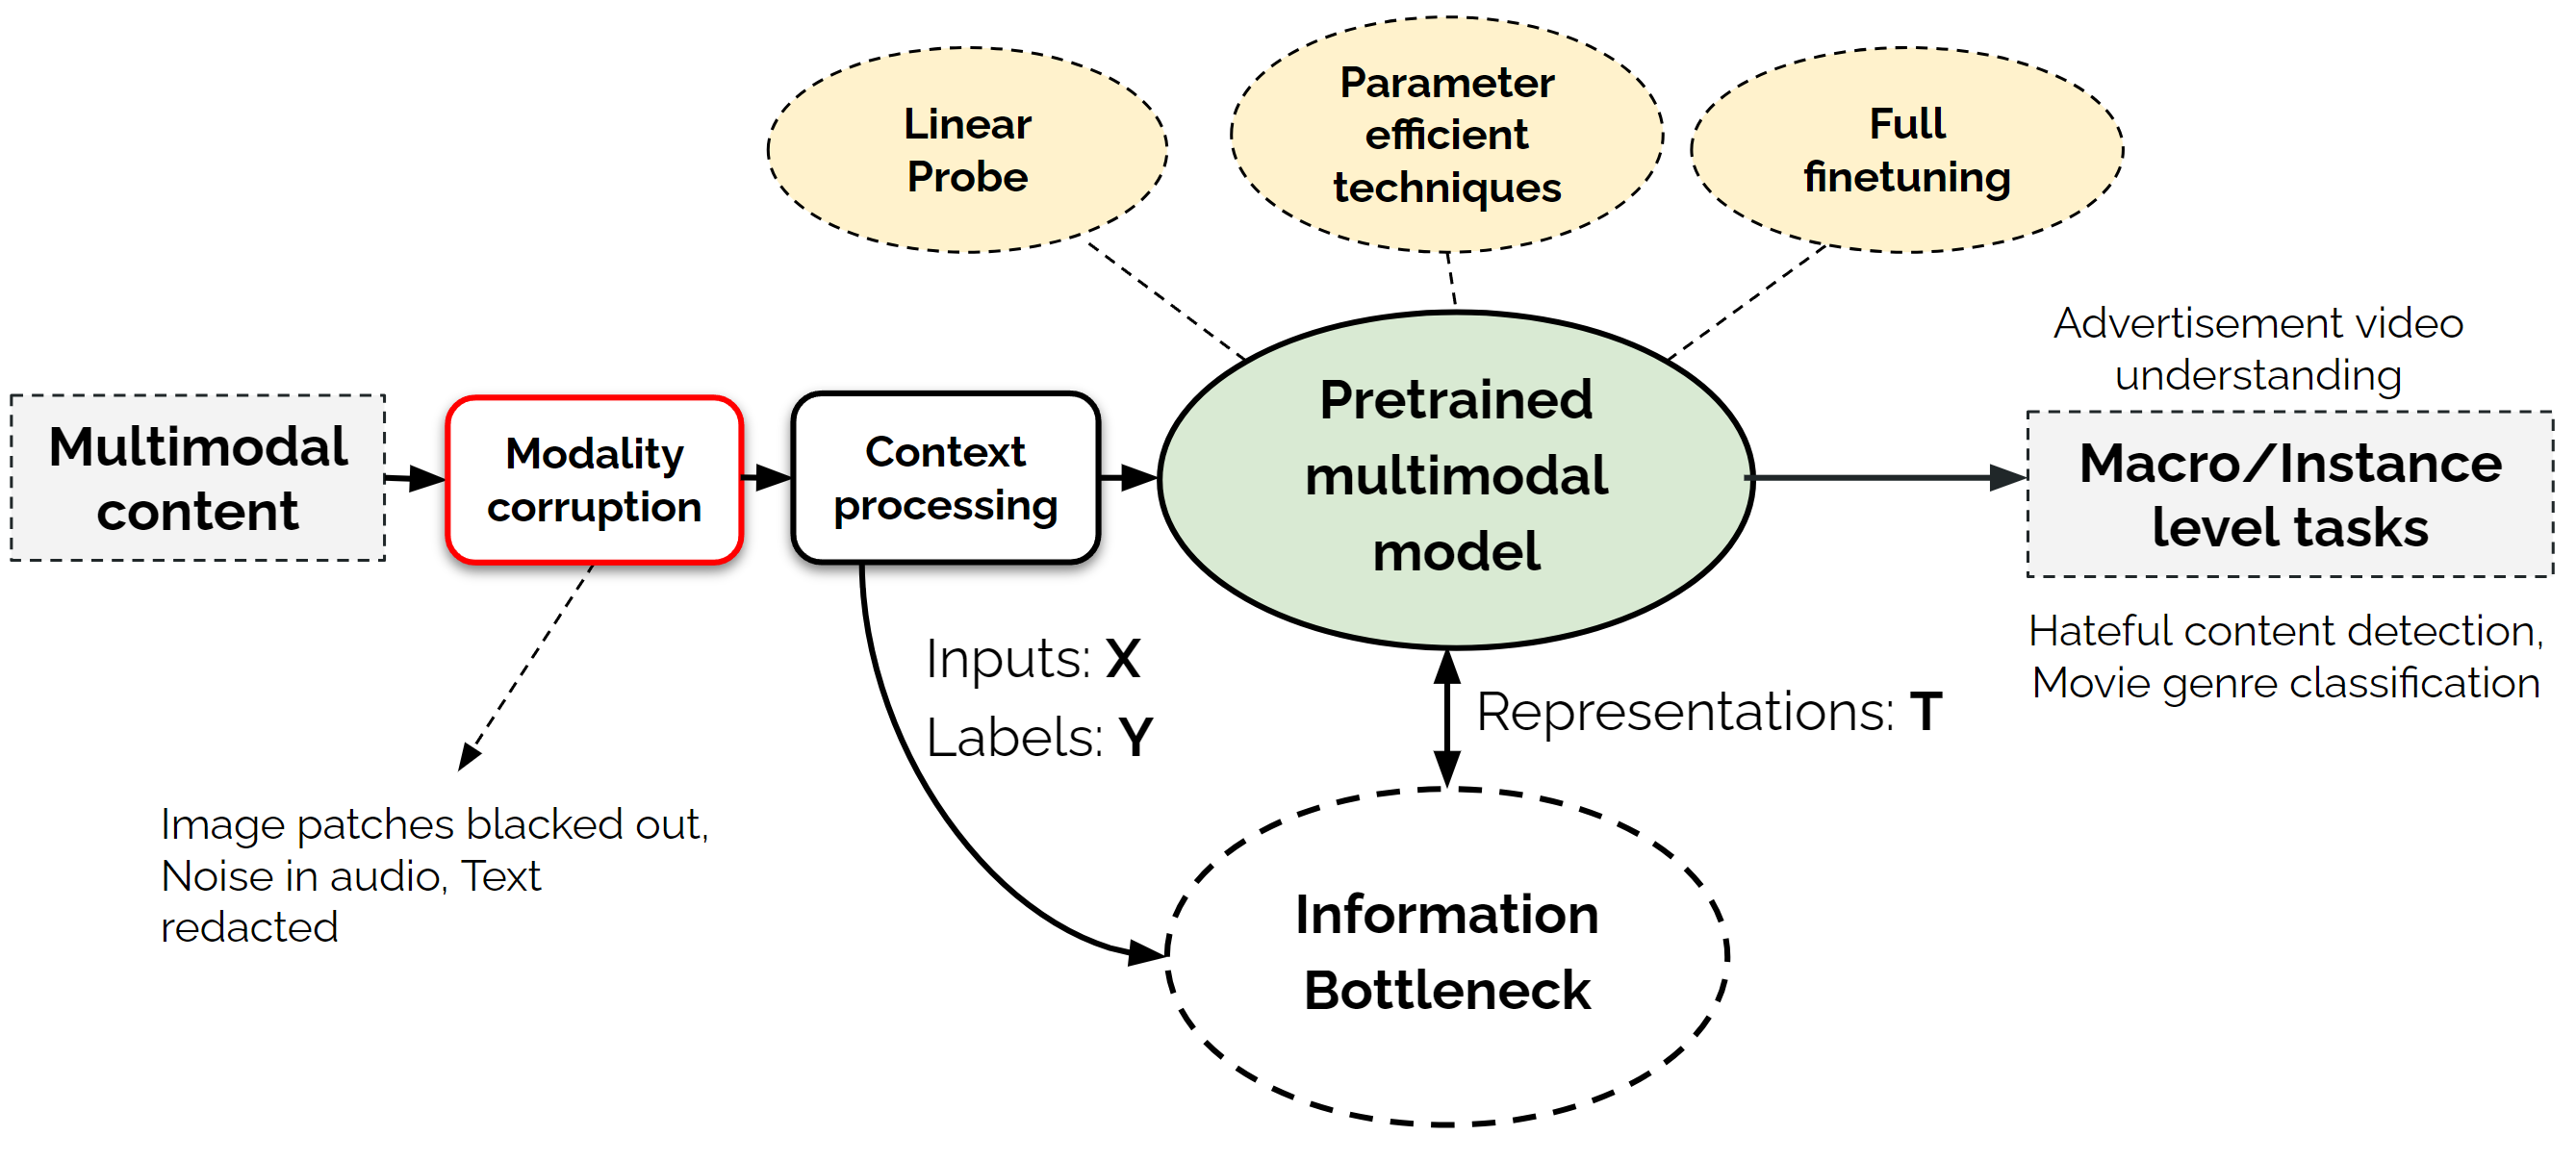 Linear
Probe
Parameter
efficient
techniques
Full
finetuning
Multimodal
content
Modality
corruption
Context
processing
Pretrained
multimodal
model
Advertisement video
understanding
Macro/Instance
level tasks
Hateful content detection,
Movie genre classification
Inputs: X
Labels: Y
Representations: T
Image patches blacked out,
Noise in audio, Text
redacted
Information
Bottleneck